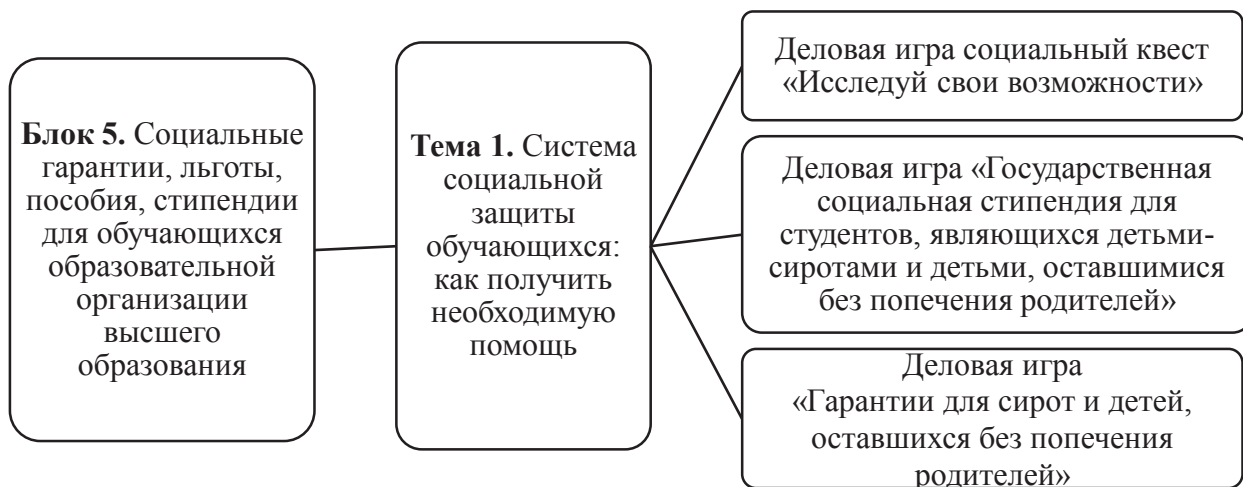 Блок 5. Социальные
гарантии, льготы,
пособия, стипендии
для обучающихся
образовательной
организации
высшего
образования
Тема 1. Система
социальной
защиты
обучающихся:
как получить
необходимую
помощь
Деловая игра социальный квест
«Исследуй свои возможности»
Деловая игра «Государственная
социальная стипендия для
студентов, являющихся детьми-
сиротами и детьми, оставшимися
без попечения родителей»
Деловая игра
«Гарантии для сирот и детей,
оставшихся без попечения
родителей»